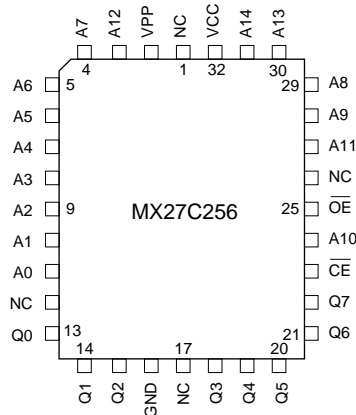 A7 A12 VPP NC VCC A14 A13
4 1 32 30
A6 5 29 A8
A5 A9
A4 A11
A3 NC
A2 9 MX27C256 25 OE
A1 A10
A0 CE
NC Q7
Q0 13 21 Q6
14 17 20
Q1 Q2 GND NC Q3 Q4 Q5